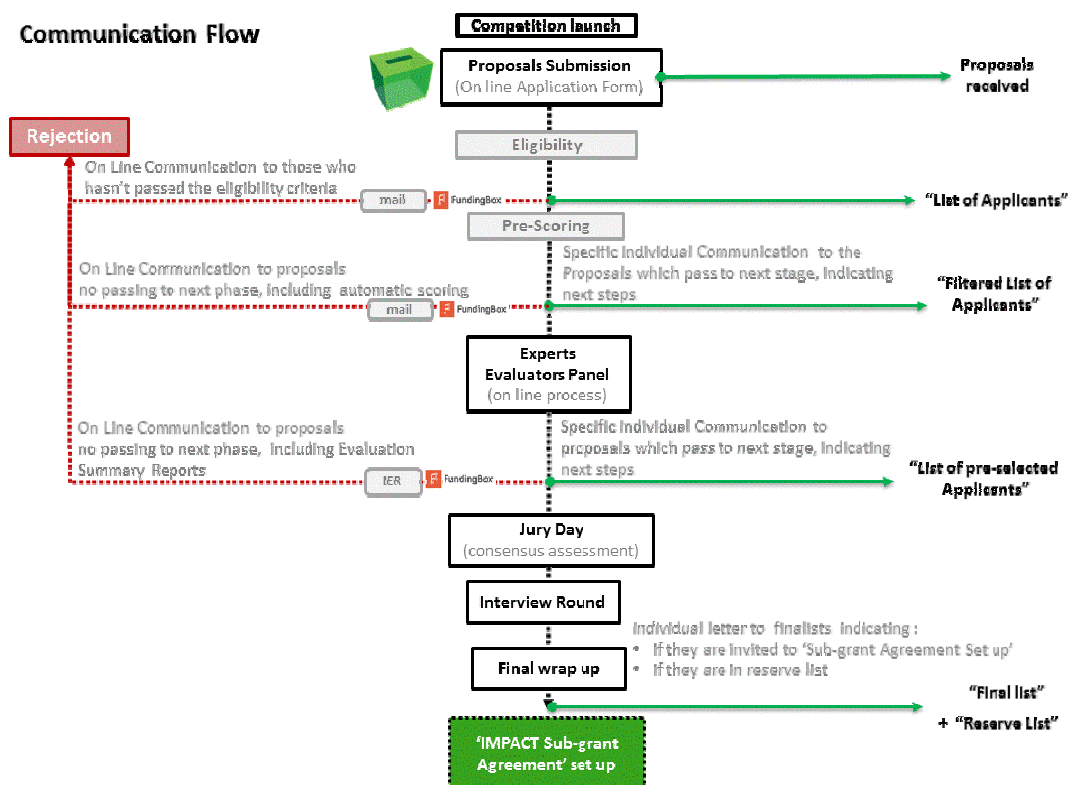 Communication Flow
Competition launch
Proposals Submission
(On line Application Form)
Proposals
received
Rejection
Eligibility
On Line Communication to those who
hasn't passed the eligibility criteria
mail
FundingBox
"List of Applicants"
Pre-Scoring
On Line Communication to proposals
no passing to next phase, including automatic scoring
mail
FundingBox
Specific Individual Communication to the
Proposals which pass to next stage, indicating
next steps
"Filtered List of
Applicants"
Experts
Evaluators Panel
(on line process)
On Line Communication to proposals
no passing to next phase, including Evaluation
Summary Reports
IER
FundingBox
Specific Individual Communication to
proposals which pass to next stage, indicating
next steps
"List of pre-selected
Applicants"
Jury Day
(consensus assessment)
Interview Round
Final wrap up
Individual letter to finalists indicating :
• If they are invited to 'Sub-grant Agreement Set up'
• If they are in reserve list
"Final list"
+ "Reserve List"
'IMPACT Sub-grant
Agreement' set up